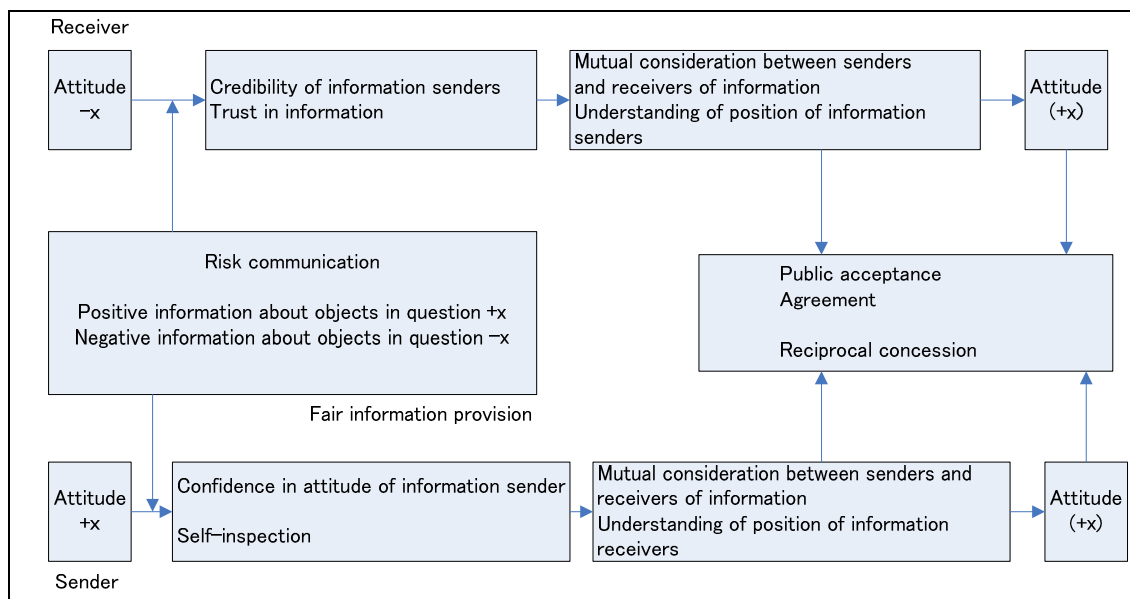 Receiver
Attitude
−x
Credibility of information senders
Trust in information
Mutual consideration between senders
and receivers of information
Understanding of position of information
senders
Attitude
(+x)
Risk communication
Positive information about objects in question +x
Negative information about objects in question −x
Fair information provision
Public acceptance
Agreement
Reciprocal concession
Attitude
+x
Confidence in attitude of information sender
Self−inspection
Mutual consideration between senders and
receivers of information
Understanding of position of information
receivers
Attitude
(+x)
Sender